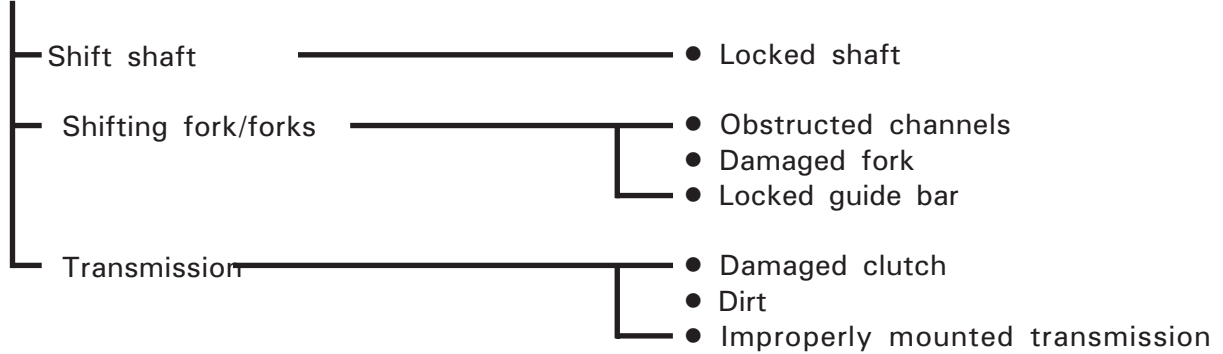 Shift shaft ● Locked shaft
Shifting fork/forks ● Obstructed channels
● Damaged fork
● Locked guide bar
Transmission ● Damaged clutch
● Dirt
● Improperly mounted transmission